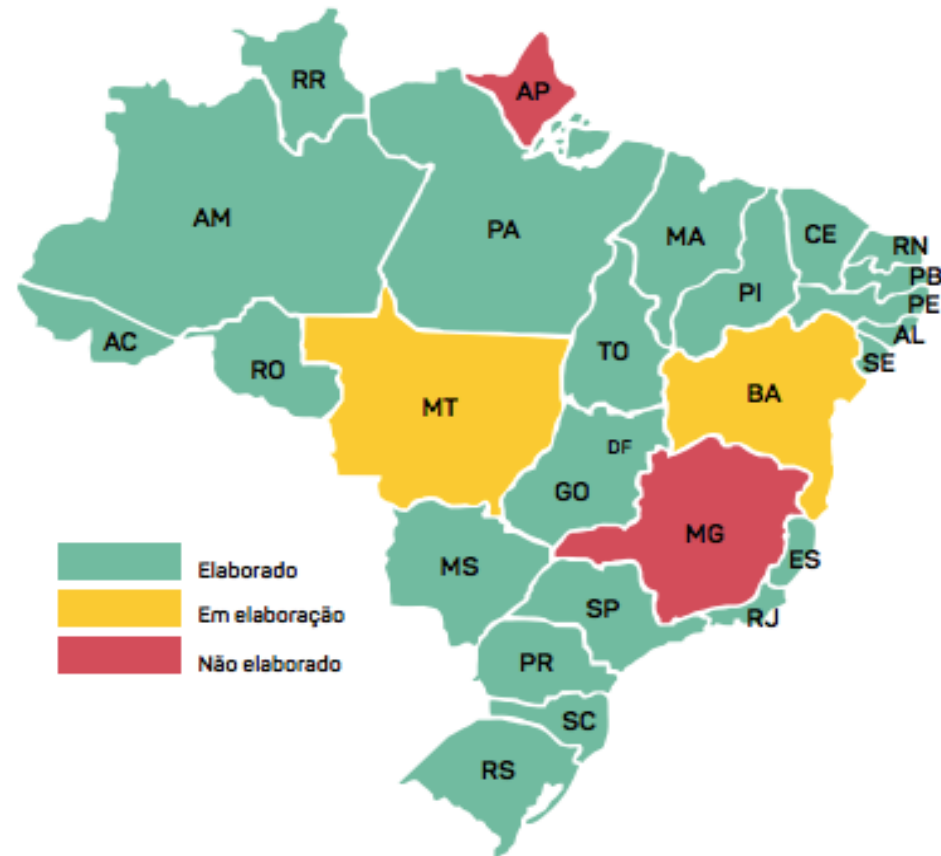 RR
AP
AM
PA
MA
CE
RN
PB
PI
PE
AC
TO
AL
RO
SE
BA
MT
DF
GO
MG
ES
MS
Elaborado
SP
Em elaboração
RJ
Não elaborado
PR
SC
RS